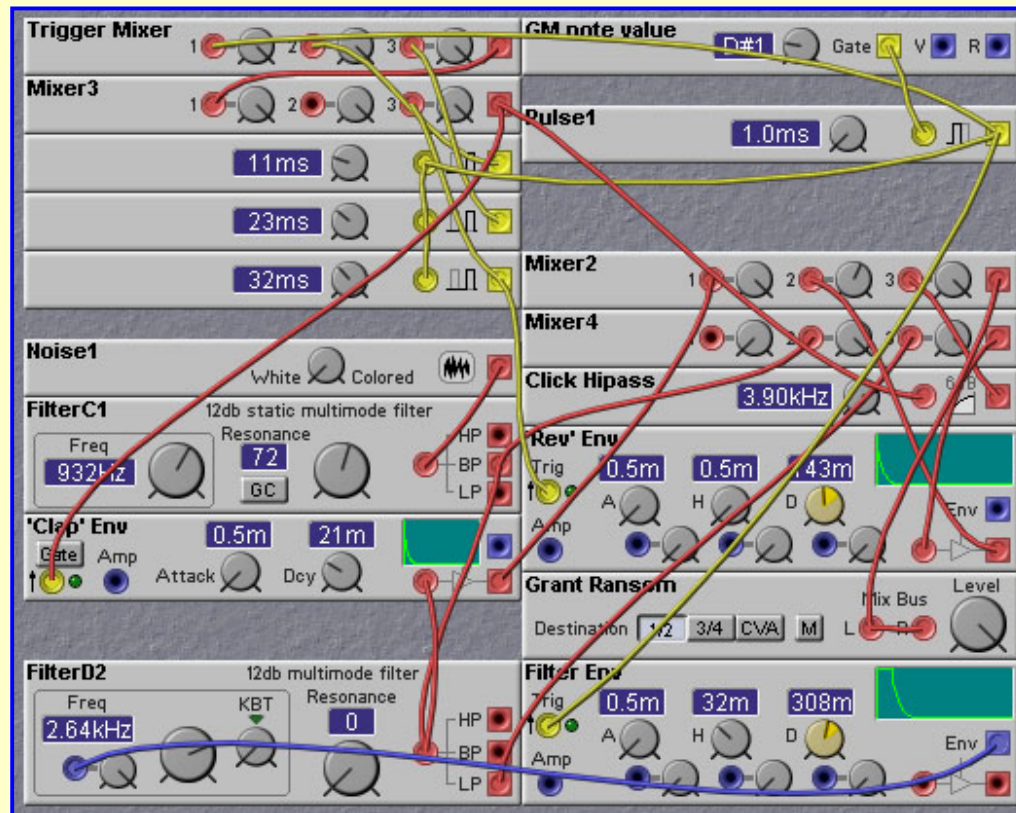 Trigger Mixer
1 2 3
Mixer3
1 2 3
11ms
23ms
32ms
Noise1
White Colored
FilterC1 12db static multimode filter
Freq
932Hz
Resonance
72
GC
HP
BP
LP
'Clap' Env
Gate Amp
0.5m 21m
Attack Dcy
FilterD2 12db multimode filter
Freq
2.64kHz
KBT
Resonance
0
HP
BP
LP
GM note value
D#1 Gate V R
Pulse1
1.0ms
Mixer2
1 2 3
Mixer4
1 2 3
Click Hipass
3.90kHz
6dB
Rev' Env
Trig
0.5m 0.5m 143m
A H D
Amp
Env
Grant Ransom
Destination 1/2 3/4 CVA M
Mix Bus
L R
Level
Filter Env
Trig
0.5m 32m 308m
A H D
Amp
Env